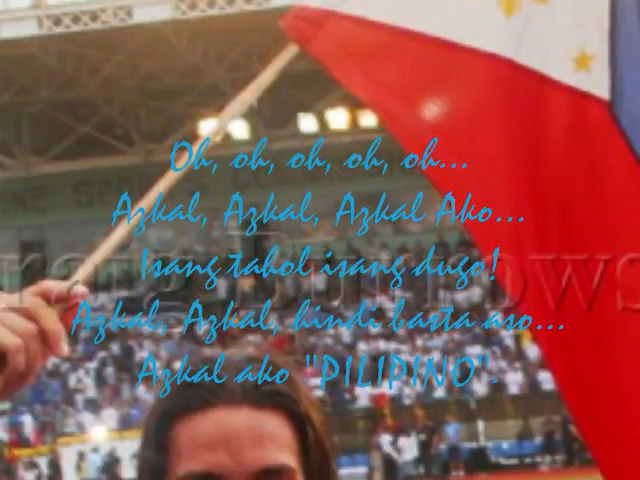 Oh, oh, oh, oh, oh...
Azkal, Azkal, Azkal Ako...
Isang tahol isang dugo!
Azkal, Azkal, hindi basta aso...
Azkal ako "PILIPINO".